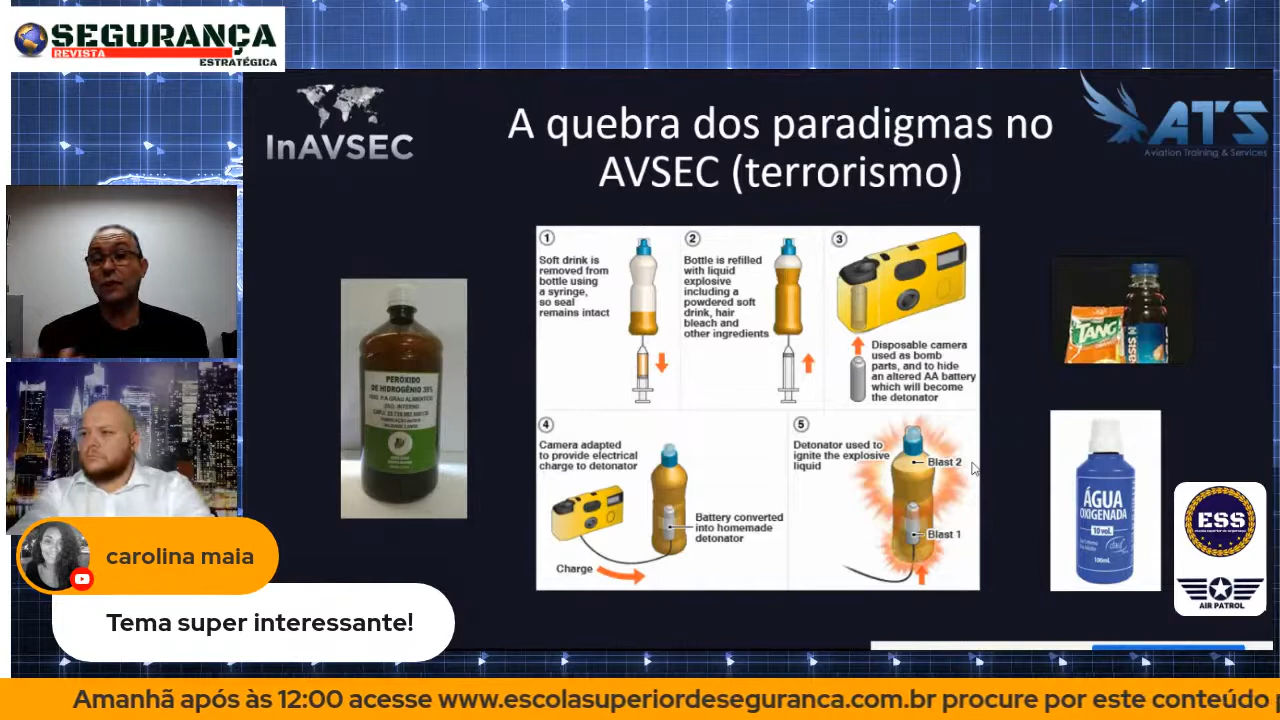 SEGURANÇA
REVISTA
ESTRATÉGICA
InAVSEC
A quebra dos paradigmas no
AVSEC (terrorismo)
ATS
Aviation Training & Services
1
Soft drink is
removed from
bottle using
a syringe,
so seal
remains intact
2
Bottle is refilled
with liquid
explosive
including a
powdered soft
drink, hair
bleach and
other ingredients
3
Disposable camera
used as bomb
parts, and to hide
an altered AA battery
which will become
the detonator
4
Camera adapted
to provide electrical
charge to detonator
Battery converted
into homemade
detonator
Charge
5
Detonator used to
ignite the explosive
liquid
Blast 2
Blast 1
PERÓXIDO
DE HIDROGÊNIO 35%
TANG
ÁGUA
OXIGENADA
10 vol.
100mL
ESS
AIR PATROL
carolina maia
Tema super interessante!
Amanhã após às 12:00 acesse www.escolasuperiordeseguranca.com.br procure por este conteúdo